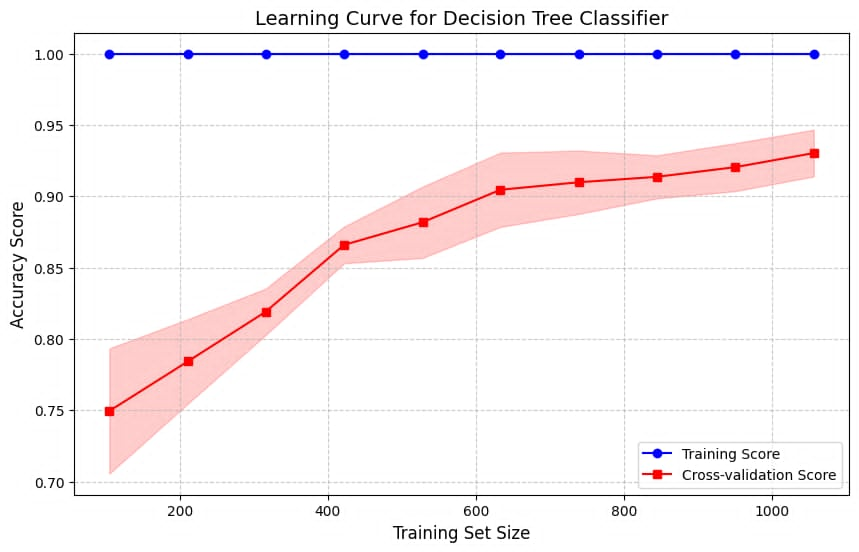 Learning Curve for Decision Tree Classifier
Accuracy Score
1.00
0.95
0.90
0.85
0.80
0.75
0.70
200
400
600
800
1000
Training Set Size
Training Score
Cross-validation Score